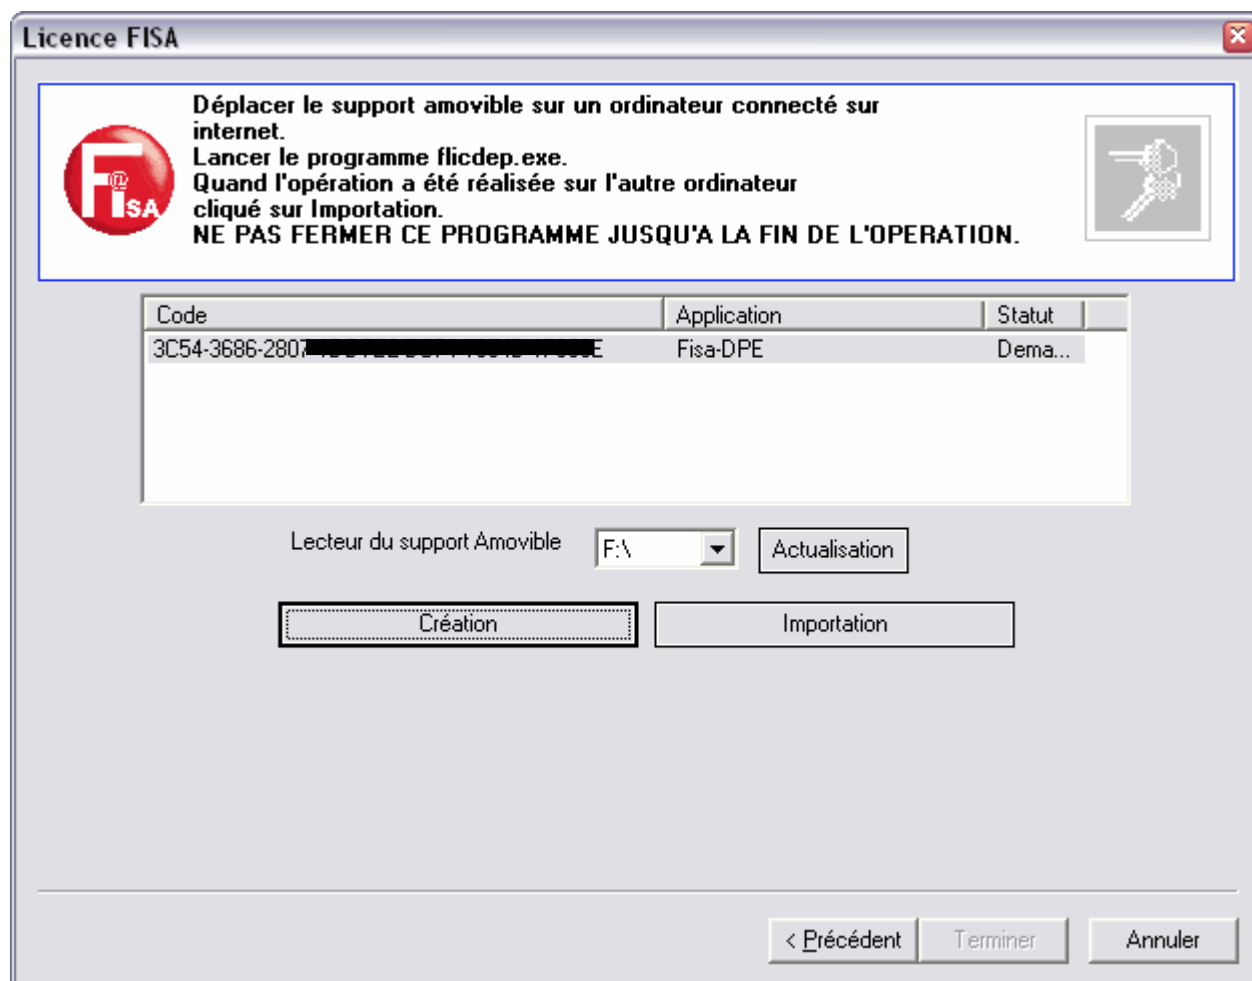 Licence FISA
Déplacer le support amovible sur un ordinateur connecté sur
internet.
Lancer le programme flicdep.exe.
Quand l'opération a été réalisée sur l'autre ordinateur
cliqué sur Importation.
NE PAS FERMER CE PROGRAMME JUSQU'A LA FIN DE L'OPERATION.
Fi@SA
Code Application Statut
3C54-3686-2807 E Fisa-DPE Dema...
Lecteur du support Amovible F:\ Actualisation
Création Importation
< Précédent Terminer Annuler